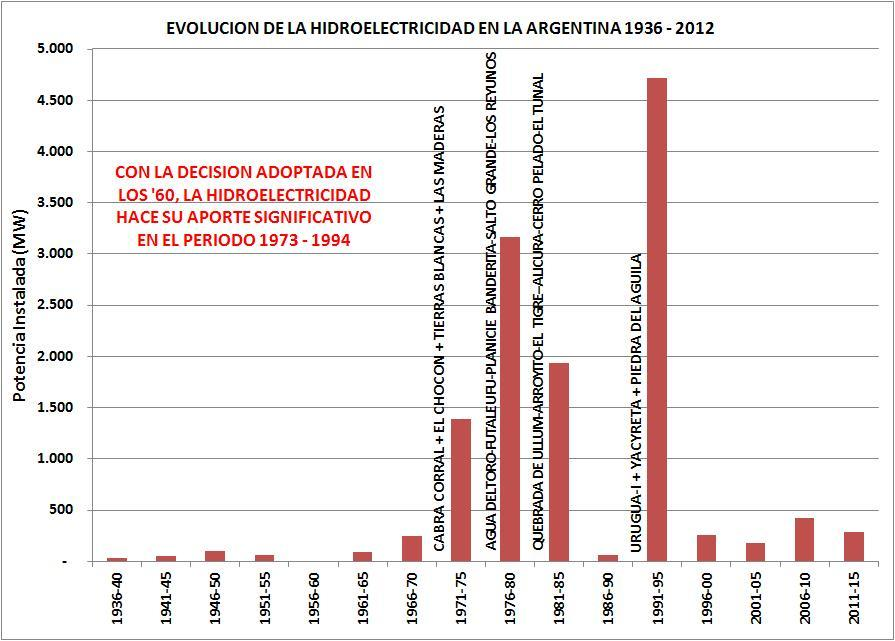 EVOLUCION DE LA HIDROELECTRICIDAD EN LA ARGENTINA 1936 - 2012
Potencia Instalada (MW)
5.000
4.500
4.000
3.500
3.000
2.500
2.000
1.500
1.000
500
-
CON LA DECISION ADOPTADA EN
LOS '60, LA HIDROELECTRICIDAD
HACE SU APORTE SIGNIFICATIVO
EN EL PERIODO 1973 - 1994
CABRA CORRAL + EL CHOCON + TIERRAS BLANCAS + LAS MADERAS
AGUA DEL TORO-FUTALEUFU-PLANICIE BANDERITA-SALTO GRANDE-LOS REYUNOS
QUEBRADA DE ULLUM-ARROYITO-EL TIGRE-ALICURA-CERRO PELADO-EL TUNAL
URUGUA-I + YACYRETA + PIEDRA DEL AGUILA
1936-40
1941-45
1946-50
1951-55
1956-60
1961-65
1966-70
1971-75
1976-80
1981-85
1986-90
1991-95
1996-00
2001-05
2006-10
2011-15